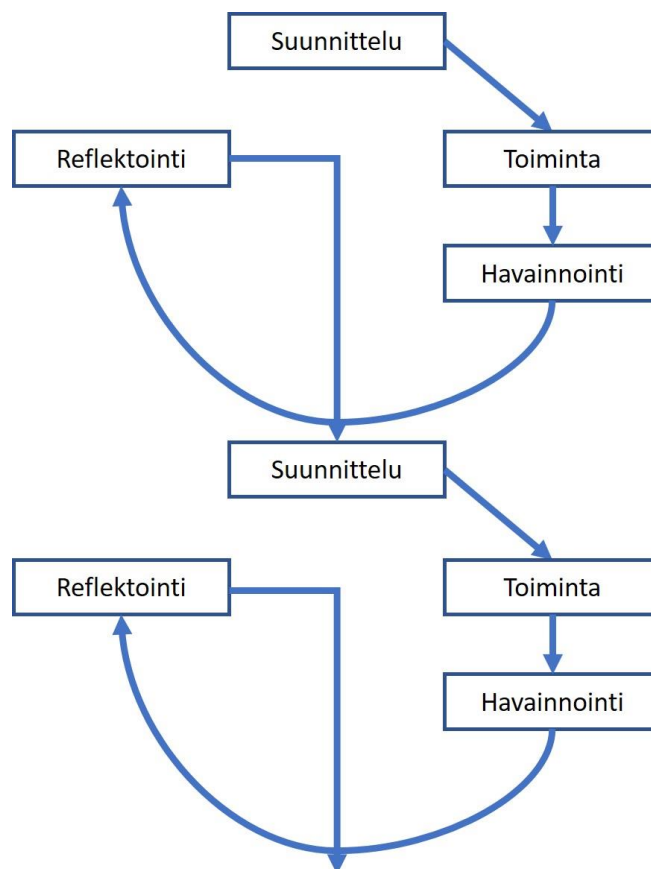 Suunnittelu
Reflektointi
Toiminta
Havainnointi
Suunnittelu
Reflektointi
Toiminta
Havainnointi